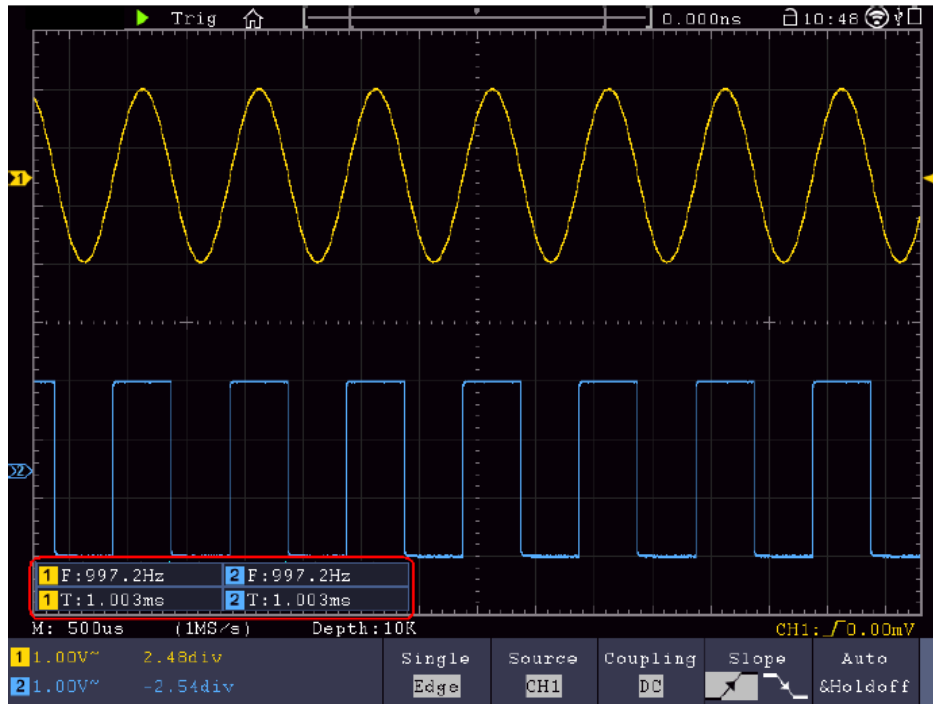 Trig 0.000ns 10:48
1
2
1 F:997.2Hz 2 F:997.2Hz
1 T:1.003ms 2 T:1.003ms
M: 500us (1MS/s) Depth:10K CH1: 0.00mV
1 1.00V~ 2.48div Single Source Coupling Slope Auto
2 1.00V~ -2.54div Edge CH1 DC &Holdoff